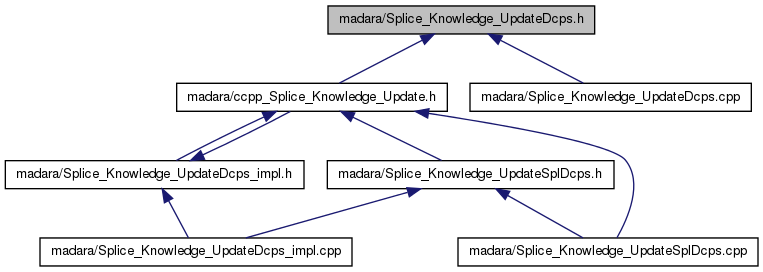 madara/Splice_Knowledge_UpdateDcps.h
madara/ccpp_Splice_Knowledge_Update.h
madara/Splice_Knowledge_UpdateDcps.cpp
madara/Splice_Knowledge_UpdateDcps_impl.h
madara/Splice_Knowledge_UpdateSplDcps.h
madara/Splice_Knowledge_UpdateDcps_impl.cpp
madara/Splice_Knowledge_UpdateSplDcps.cpp